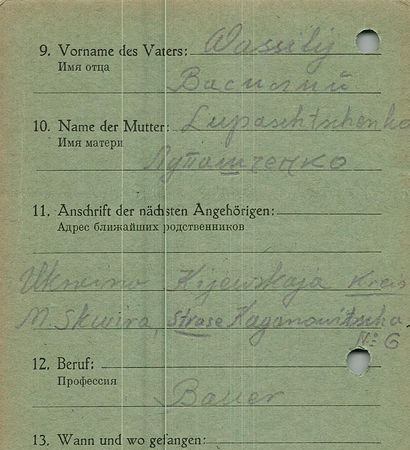 9. Vorname des Vaters: Wassilij
Имя отца
Василий
10. Name der Mutter: Lupaschtschenko
Имя матери
Лупащченко
11. Anschrift der nächsten Angehörigen:
Адрес ближайших родственников
Ukraina Kijewskaja Kreis
M. Skwira, Strase Kaganowitscha
№ 6
12. Beruf:
Профессия
Bauer
13. Wann und wo gefangen: